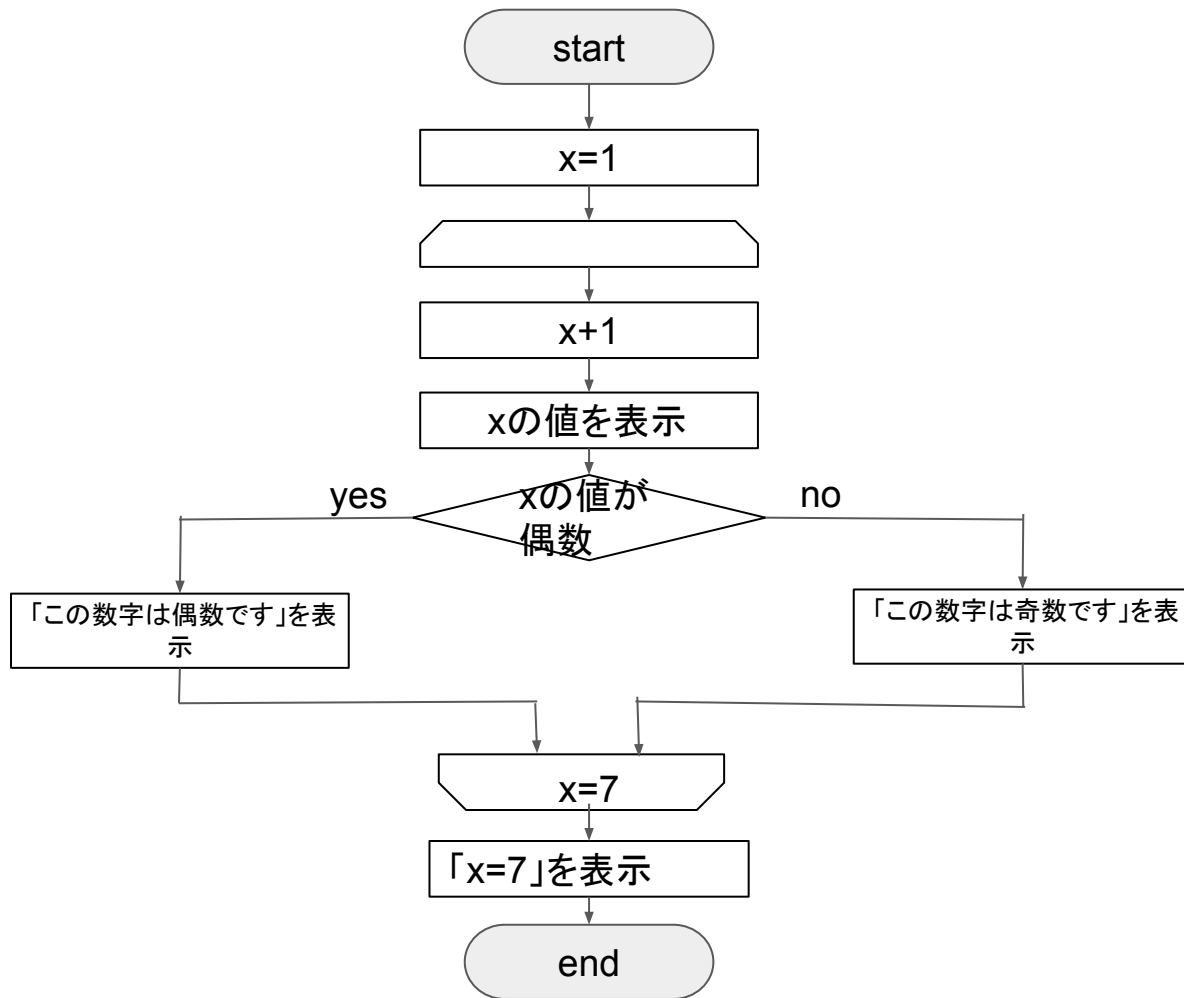 start
x=1
x+1
xの値を表示
yes
xの値が
偶数
no
「この数字は偶数です」を表
示
「この数字は奇数です」を表
示
x=7
「x=7」を表示
end